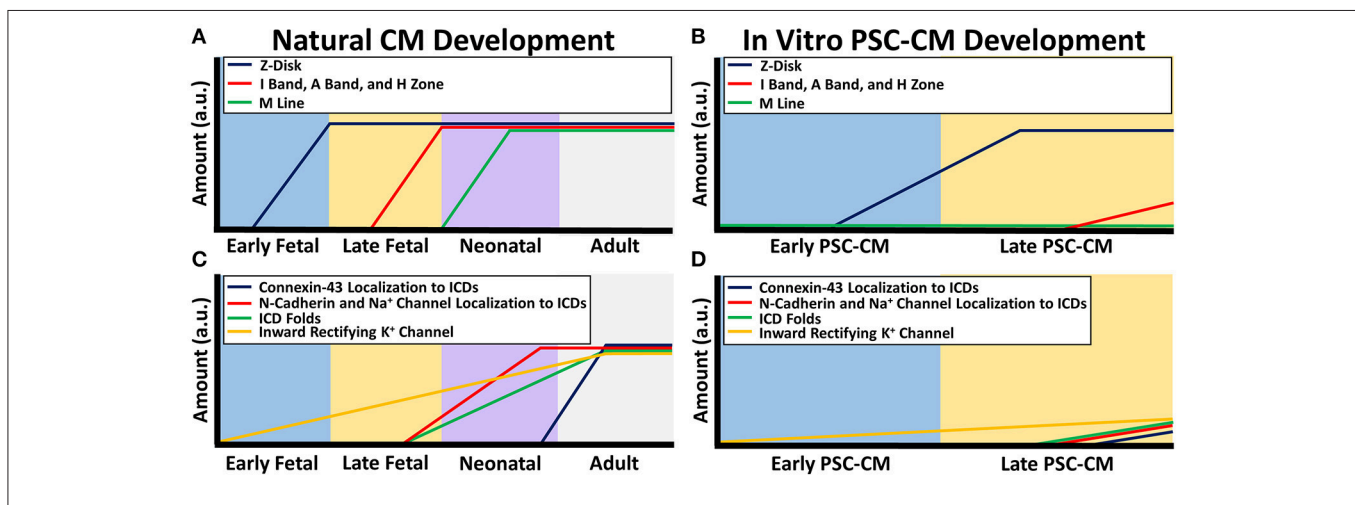 A
Natural CM Development
Amount (a.u.)
Z-Disk
I Band, A Band, and H Zone
M Line
Early Fetal
Late Fetal
Neonatal
Adult
B
In Vitro PSC-CM Development
Amount (a.u.)
Z-Disk
I Band, A Band, and H Zone
M Line
Early PSC-CM
Late PSC-CM
C
Amount (a.u.)
Connexin-43 Localization to ICDs
N-Cadherin and Na⁺ Channel Localization to ICDs
ICD Folds
Inward Rectifying K⁺ Channel
Early Fetal
Late Fetal
Neonatal
Adult
D
Amount (a.u.)
Connexin-43 Localization to ICDs
N-Cadherin and Na⁺ Channel Localization to ICDs
ICD Folds
Inward Rectifying K⁺ Channel
Early PSC-CM
Late PSC-CM